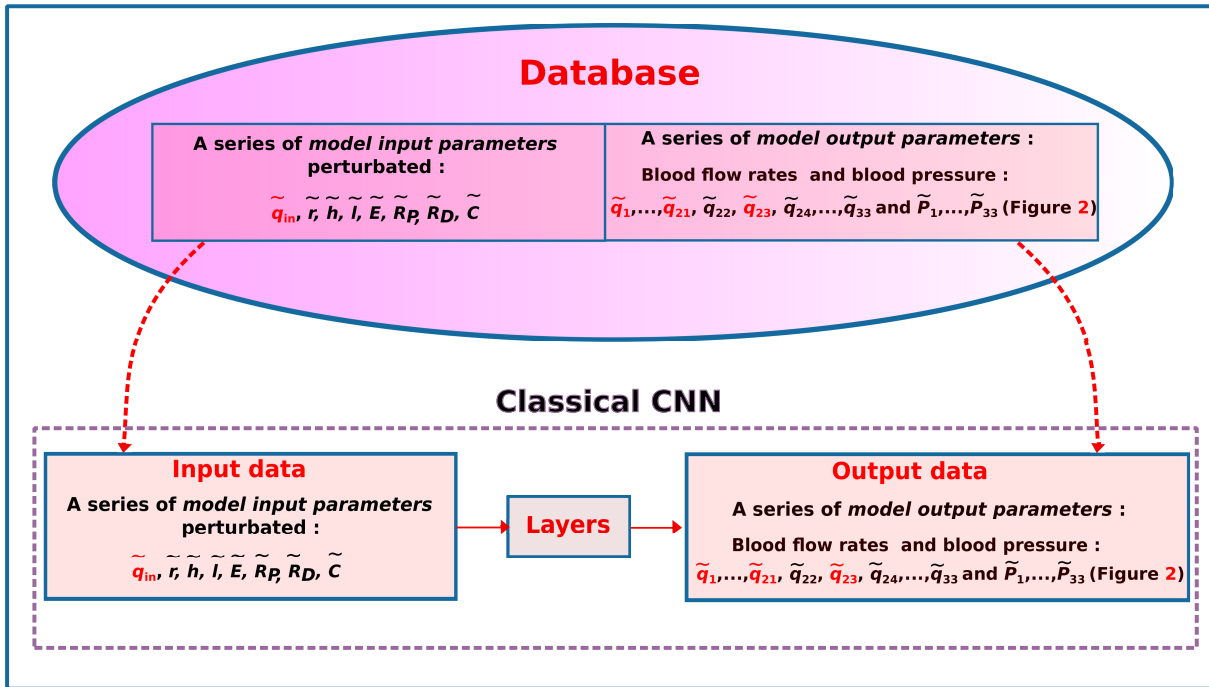 Database
A series of model input parameters
perturbated :
q̃in, r̃, h̃, l̃, Ẽ, R̃P, R̃D, C̃
A series of model output parameters :
Blood flow rates and blood pressure :
q̃1,...,q̃21, q̃22, q̃23, q̃24,...,q̃33 and P̃1,...,P̃33 (Figure 2)
Classical CNN
Input data
A series of model input parameters
perturbated :
q̃in, r̃, h̃, l̃, Ẽ, R̃P, R̃D, C̃
Layers
Output data
A series of model output parameters :
Blood flow rates and blood pressure :
q̃1,...,q̃21, q̃22, q̃23, q̃24,...,q̃33 and P̃1,...,P̃33 (Figure 2)